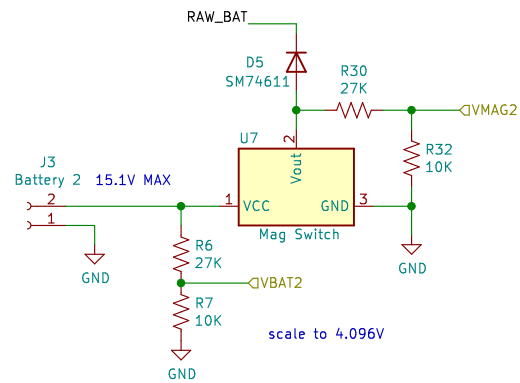 RAW_BAT
D5
SM74611
R30
27K
VMAG2
U7
2
Vout
R32
10K
J3
Battery 2
15.1V MAX
2
1
1
VCC
GND
3
Mag Switch
GND
GND
R6
27K
VBAT2
R7
10K
scale to 4.096V
GND